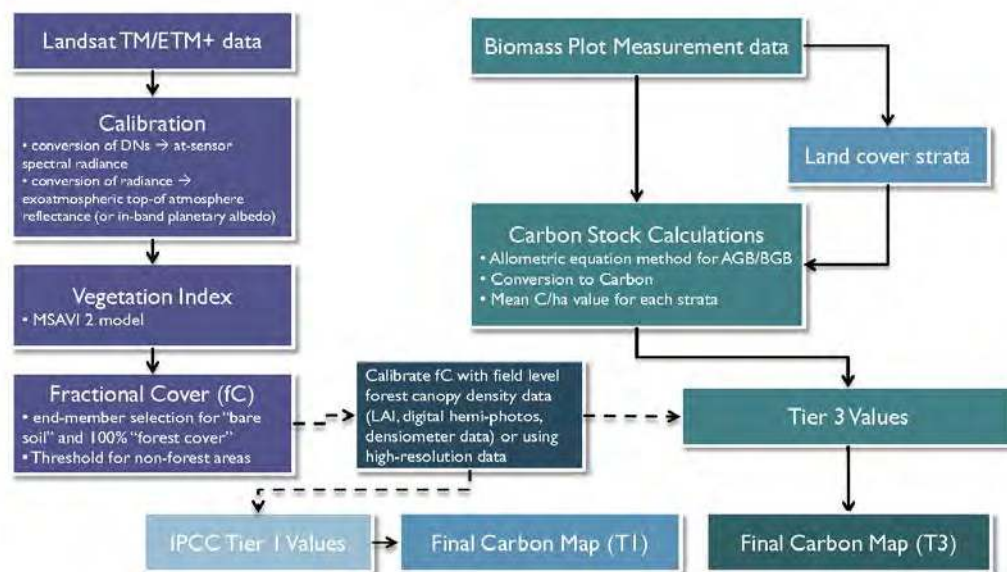 Landsat TM/ETM+ data
Calibration
• conversion of DNs → at-sensor
spectral radiance
• conversion of radiance →
exoatmospheric top-of atmosphere
reflectance (or in-band planetary albedo)
Vegetation Index
• MSAVI 2 model
Fractional Cover (fC)
• end-member selection for "bare
soil" and 100% "forest cover"
• Threshold for non-forest areas
Calibrate fC with field level
forest canopy density data
(LAI, digital hemi-photos,
densiometer data) or using
high-resolution data
IPCC Tier 1 Values
Final Carbon Map (T1)
Biomass Plot Measurement data
Land cover strata
Carbon Stock Calculations
• Allometric equation method for AGB/BGB
• Conversion to Carbon
• Mean C/ha value for each strata
Tier 3 Values
Final Carbon Map (T3)